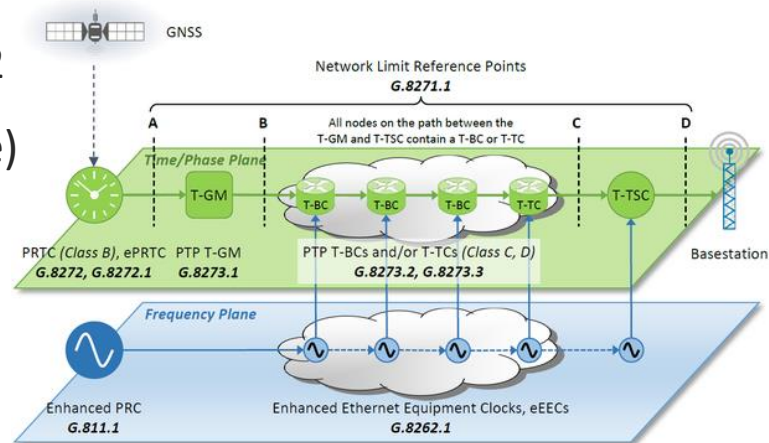 GNSS
2
e)
Network Limit Reference Points
G.8271.1
A
B
All nodes on the path between the
T-GM and T-TSC contain a T-BC or T-TC
C
D
Time/Phase Plane
T-GM
T-BC
T-BC
T-BC
T-TC
T-TSC
PRTC (Class B), ePRTC
G.8272, G.8272.1
PTP T-GM
G.8273.1
PTP T-BCs and/or T-TCs (Class C, D)
G.8273.2, G.8273.3
Basestation
Frequency Plane
Enhanced PRC
G.811.1
Enhanced Ethernet Equipment Clocks, eEECs
G.8262.1